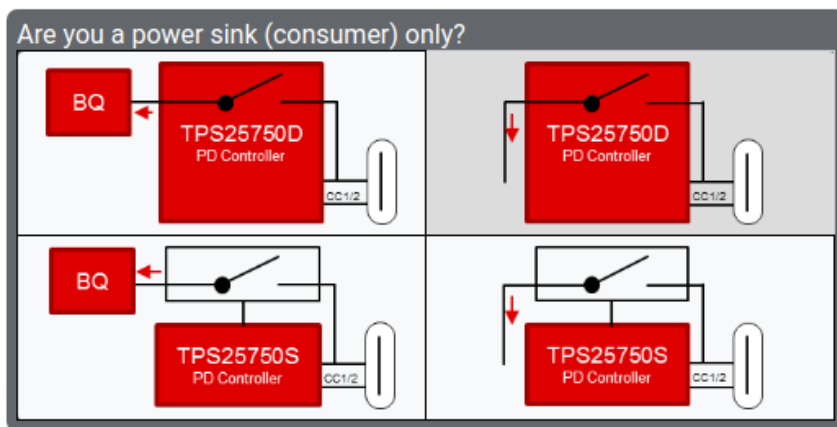 Are you a power sink (consumer) only?
BQ
TPS25750D
PD Controller
CC1/2
TPS25750D
PD Controller
CC1/2
BQ
TPS25750S
PD Controller
CC1/2
TPS25750S
PD Controller
CC1/2